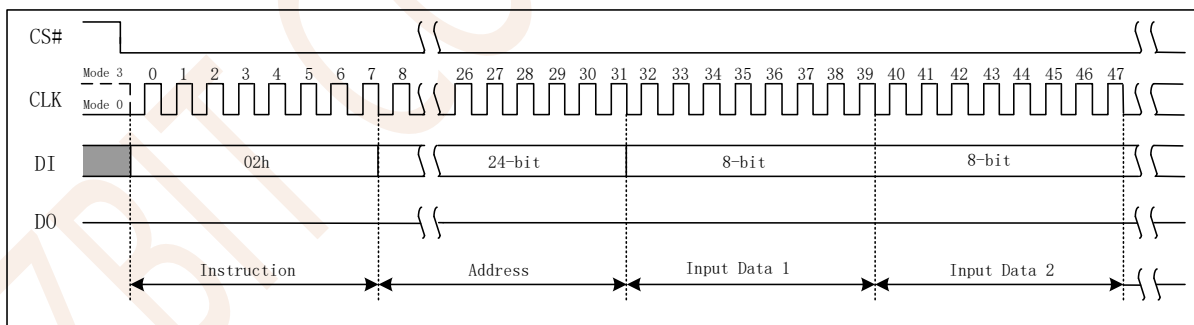 CS#
Mode 3 0 1 2 3 4 5 6 7 8 26 27 28 29 30 31 32 33 34 35 36 37 38 39 40 41 42 43 44 45 46 47
CLK
Mode 0
DI 02h 24-bit 8-bit 8-bit
DO
Instruction Address Input Data 1 Input Data 2
ZBIT